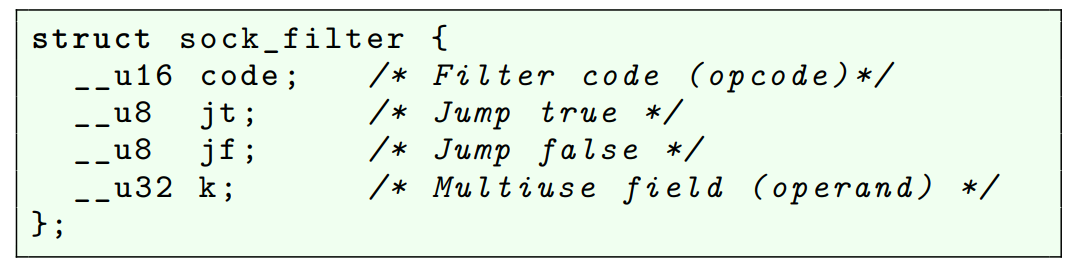 struct sock_filter {
  __u16 code;    /* Filter code (opcode)*/
  __u8  jt;      /* Jump true */
  __u8  jf;      /* Jump false */
  __u32 k;       /* Multiuse field (operand) */
};